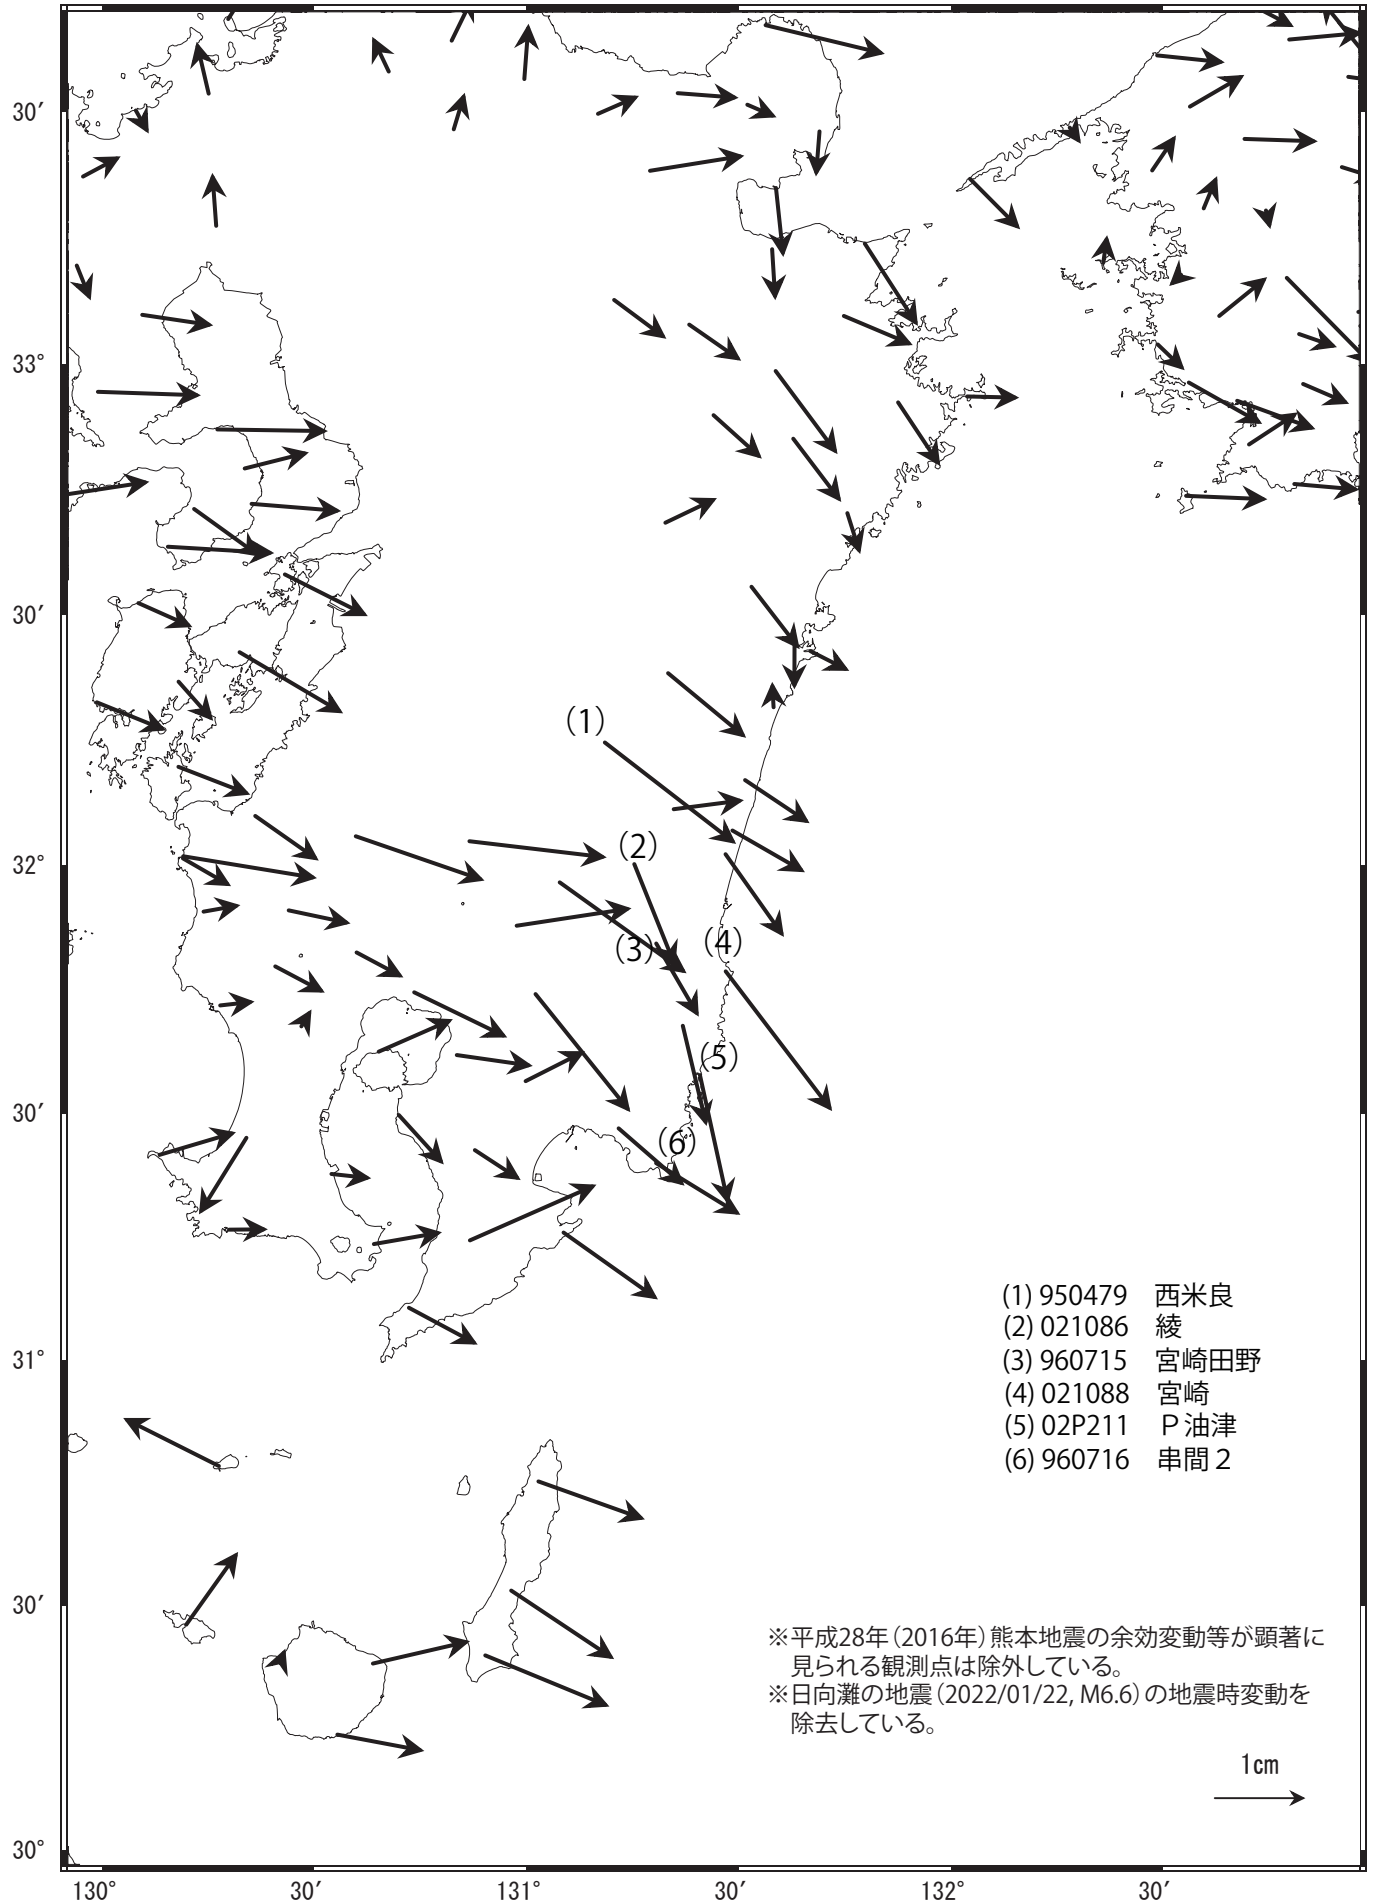 30′
33°
30′
(1)
(2)
32°
(3)
(4)
(5)
30′
(6)
(1) 950479 西米良
(2) 021086 綾
(3) 960715 宮崎田野
(4) 021088 宮崎
(5) 02P211 Ｐ油津
(6) 960716 串間２
31°
30′
※平成28年（2016年）熊本地震の余効変動等が顕著に
見られる観測点は除外している。
※日向灘の地震（2022/01/22, M6.6）の地震時変動を
除去している。
1cm
30°
130° 30′ 131° 30′ 132° 30′